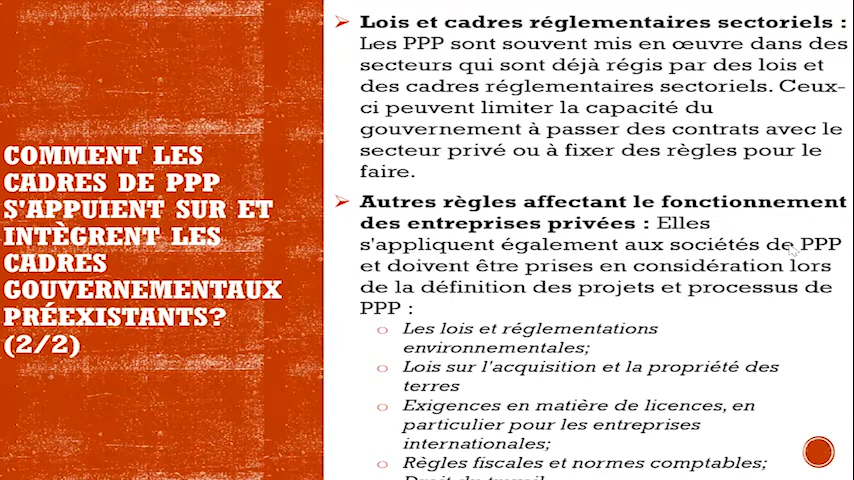 COMMENT LES
CADRES DE PPP
S'APPUIENT SUR ET
INTÈGRENT LES
CADRES
GOUVERNEMENTAUX
PRÉEXISTANTS?
(2/2)
Lois et cadres réglementaires sectoriels :
Les PPP sont souvent mis en œuvre dans des
secteurs qui sont déjà régis par des lois et
des cadres réglementaires sectoriels. Ceux-
ci peuvent limiter la capacité du
gouvernement à passer des contrats avec le
secteur privé ou à fixer des règles pour le
faire.
Autres règles affectant le fonctionnement
des entreprises privées : Elles
s'appliquent également aux sociétés de PPP
et doivent être prises en considération lors
de la définition des projets et processus de
PPP :
Les lois et réglementations
environnementales;
Lois sur l'acquisition et la propriété des
terres
Exigences en matière de licences, en
particulier pour les entreprises
internationales;
Règles fiscales et normes comptables;
Droit du travail